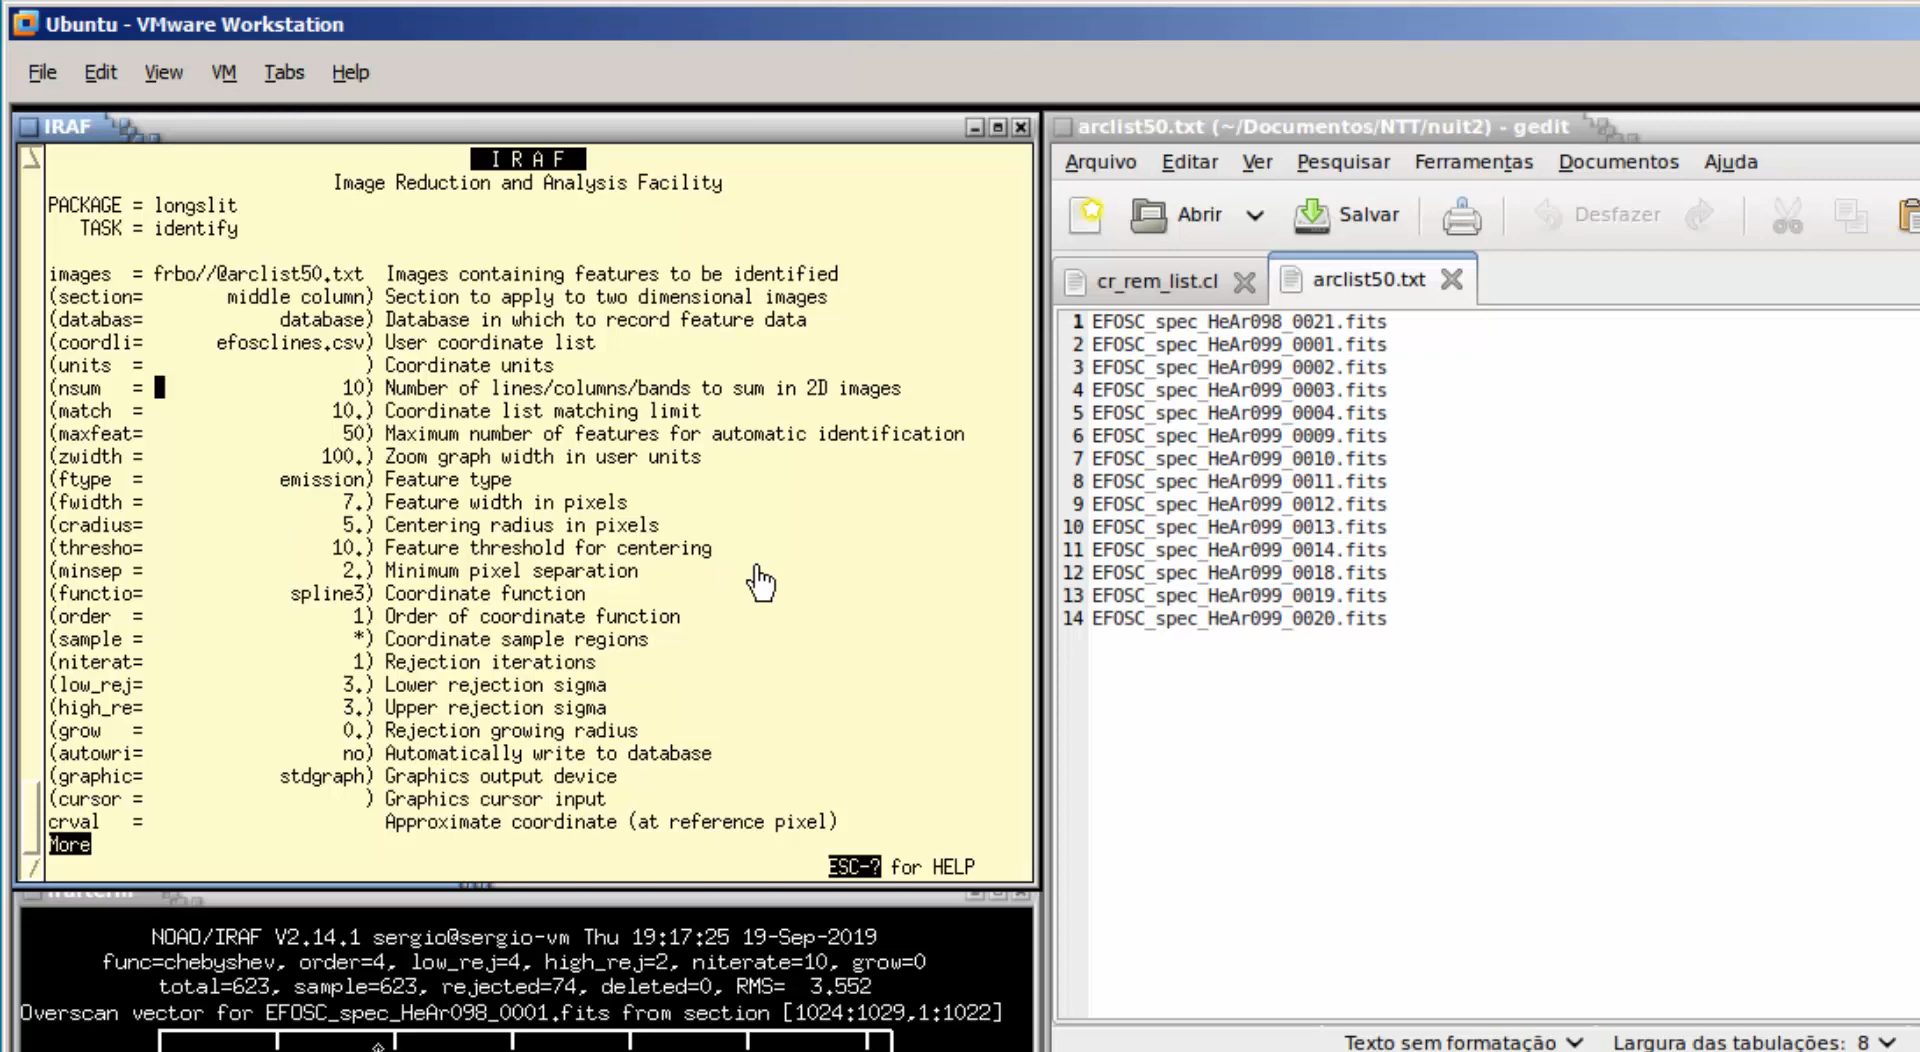 Ubuntu - VMware Workstation
File Edit View VM Tabs Help
IRAF
I R A F
Image Reduction and Analysis Facility
PACKAGE = longslit
TASK = identify
images = frbo//@arclist50.txt Images containing features to be identified
(section= middle column) Section to apply to two dimensional images
(databas= database) Database in which to record feature data
(coordli= efosclines.csv) User coordinate list
(units = ) Coordinate units
(nsum = 10) Number of lines/columns/bands to sum in 2D images
(match = 10.) Coordinate list matching limit
(maxfeat= 50) Maximum number of features for automatic identification
(zwidth = 100.) Zoom graph width in user units
(ftype = emission) Feature type
(fwidth = 7.) Feature width in pixels
(cradius= 5.) Centering radius in pixels
(thresho= 10.) Feature threshold for centering
(minsep = 2.) Minimum pixel separation
(functio= spline3) Coordinate function
(order = 1) Order of coordinate function
(sample = *) Coordinate sample regions
(niterat= 1) Rejection iterations
(low_rej= 3.) Lower rejection sigma
(high_re= 3.) Upper rejection sigma
(grow = 0.) Rejection growing radius
(autowri= no) Automatically write to database
(graphic= stdgraph) Graphics output device
(cursor = ) Graphics cursor input
crval = Approximate coordinate (at reference pixel)
More
ESC-? for HELP
NOAO/IRAF V2.14.1 sergio@sergio-vm Thu 19:17:25 19-Sep-2019
func=chebyshev, order=4, low_rej=4, high_rej=2, niterate=10, grow=0
total=623, sample=623, rejected=74, deleted=0, RMS= 3.552
Overscan vector for EFOSC_spec_HeAr098_0001.fits from section [1024:1029,1:1022]
arclist50.txt (~/Documentos/NTT/nuit2) - gedit
Arquivo Editar Ver Pesquisar Ferramentas Documentos Ajuda
Abrir Salvar Desfazer
cr_rem_list.cl arclist50.txt
1 EFOSC_spec_HeAr098_0021.fits
2 EFOSC_spec_HeAr099_0001.fits
3 EFOSC_spec_HeAr099_0002.fits
4 EFOSC_spec_HeAr099_0003.fits
5 EFOSC_spec_HeAr099_0004.fits
6 EFOSC_spec_HeAr099_0009.fits
7 EFOSC_spec_HeAr099_0010.fits
8 EFOSC_spec_HeAr099_0011.fits
9 EFOSC_spec_HeAr099_0012.fits
10 EFOSC_spec_HeAr099_0013.fits
11 EFOSC_spec_HeAr099_0014.fits
12 EFOSC_spec_HeAr099_0018.fits
13 EFOSC_spec_HeAr099_0019.fits
14 EFOSC_spec_HeAr099_0020.fits
Texto sem formatação Largura das tabulações: 8